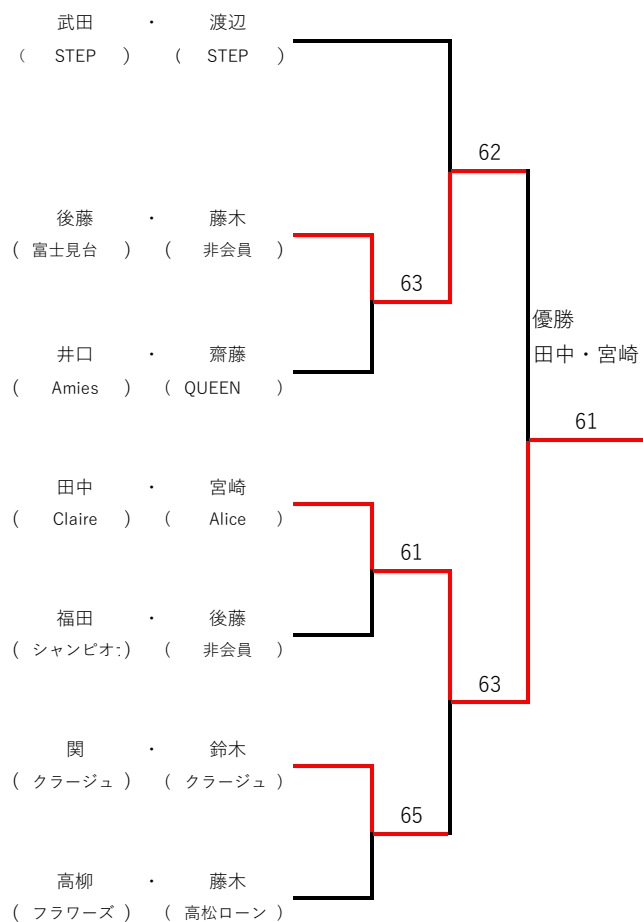 武田 ・ 渡辺
( STEP ) ( STEP )
62
後藤 ・ 藤木
( 富士見台 ) ( 非会員 )
63
優勝
井口 ・ 齋藤
田中・宮崎
( Amies ) ( QUEEN )
61
田中 ・ 宮崎
( Claire ) ( Alice )
61
福田 ・ 後藤
( シャンピオ ) ( 非会員 )
63
関 ・ 鈴木
( クラージュ ) ( クラージュ )
65
高柳 ・ 藤木
( フラワーズ ) ( 高松ローン )